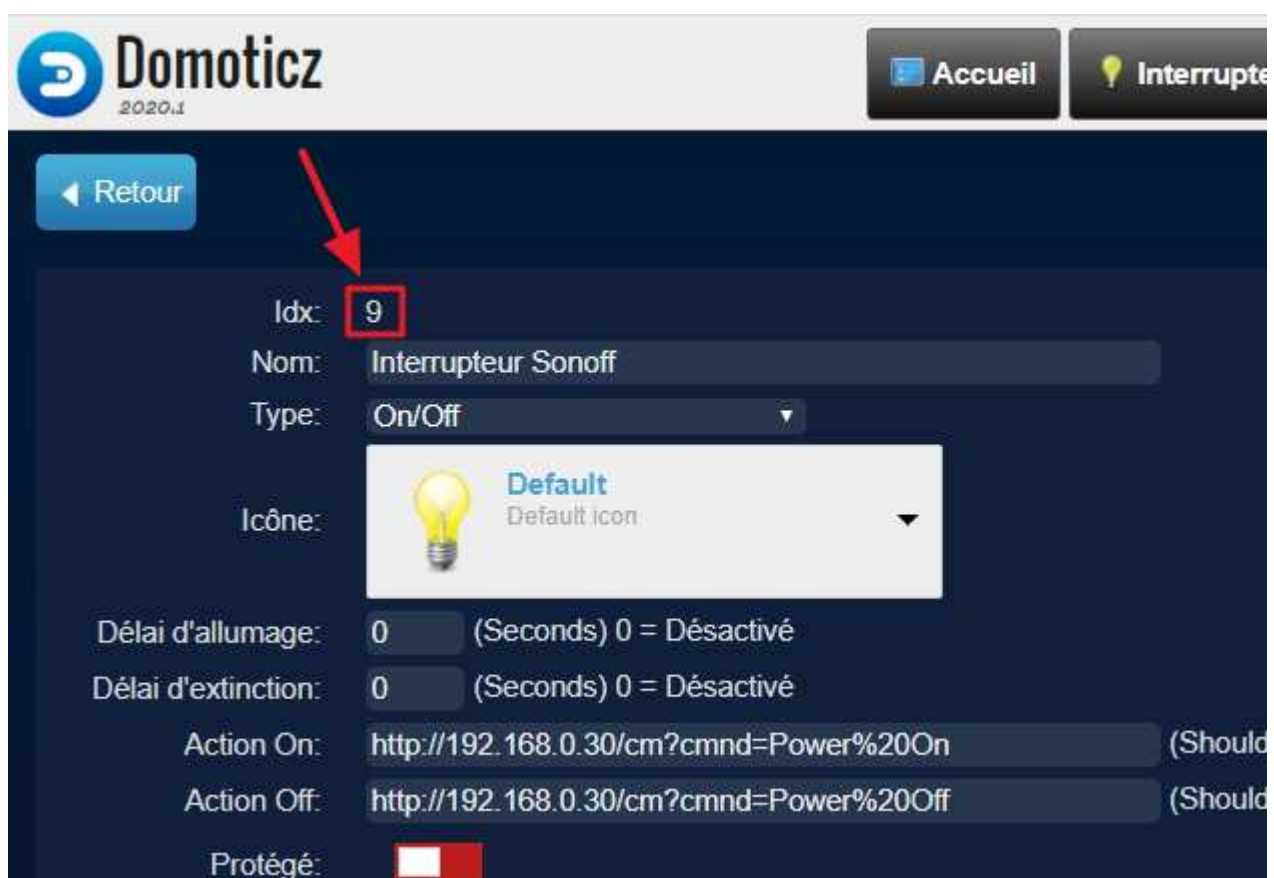 Domoticz
2020.1
Accueil
Interrupte
Retour
Idx: 9
Nom: Interrupteur Sonoff
Type: On/Off
Icône: Default
Default icon
Délai d'allumage: 0 (Seconds) 0 = Désactivé
Délai d'extinction: 0 (Seconds) 0 = Désactivé
Action On: http://192.168.0.30/cm?cmnd=Power%20On (Should
Action Off: http://192.168.0.30/cm?cmnd=Power%20Off (Should
Protégé: